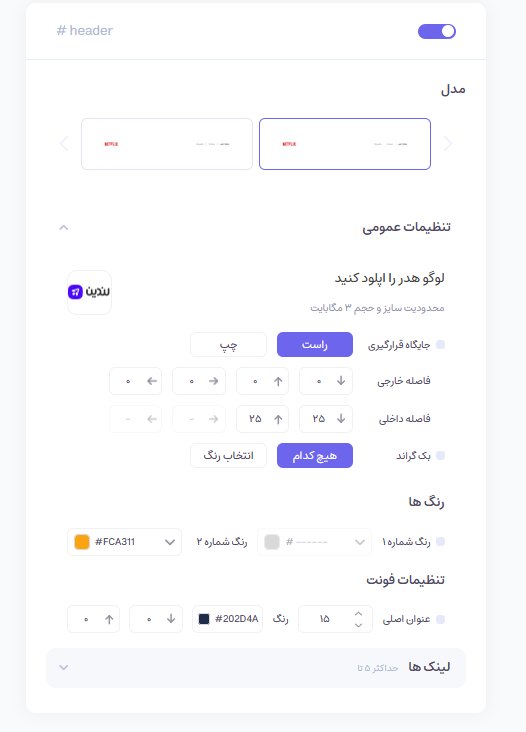 # header
مدل
NETFLIX
NETFLIX
تنظیمات عمومی
لوگو هدر را اپلود کنید
محدودیت سایز و حجم ۳ مگابایت
لندین
جایگاه قرارگیری راست چپ
فاصله خارجی ۰ ۰ ۰ ۰
فاصله داخلی ۲۵ ۲۵ - -
بک گراند هیچ کدام انتخاب رنگ
رنگ ها
رنگ شماره ۱ # ------ رنگ شماره ۲ #FCA311
تنظیمات فونت
عنوان اصلی ۱۵ رنگ #202D4A ۰ ۰
لینک ها حداکثر ۵ تا